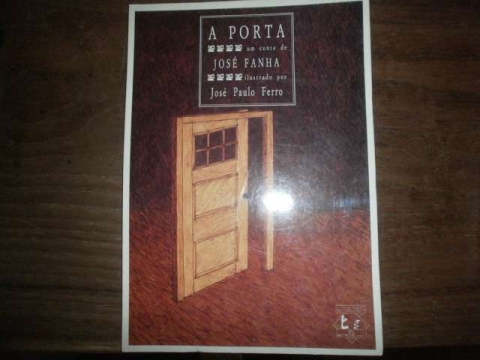 A PORTA
um conto de
JOSÉ FANHA
ilustrado por
José Paulo Ferro